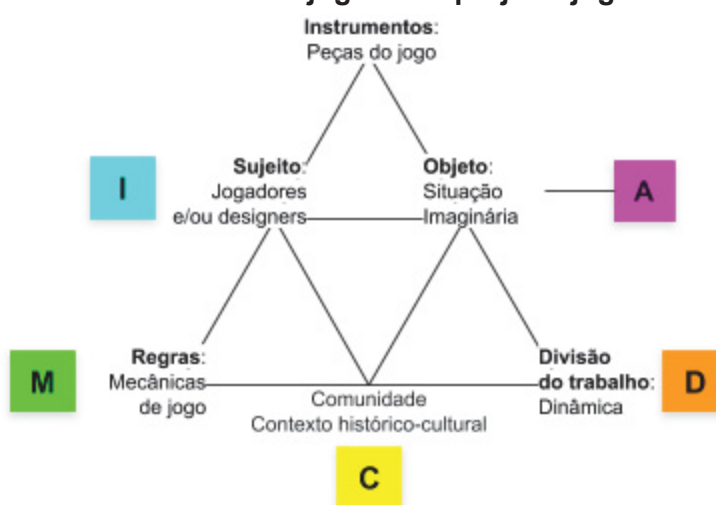 Instrumentos:
Peças do jogo
I
Sujeito:
Jogadores
e/ou designers
Objeto:
Situação
Imaginária
A
M
Regras:
Mecânicas
de jogo
Comunidade
Contexto histórico-cultural
Divisão
do trabalho:
Dinâmica
D
C